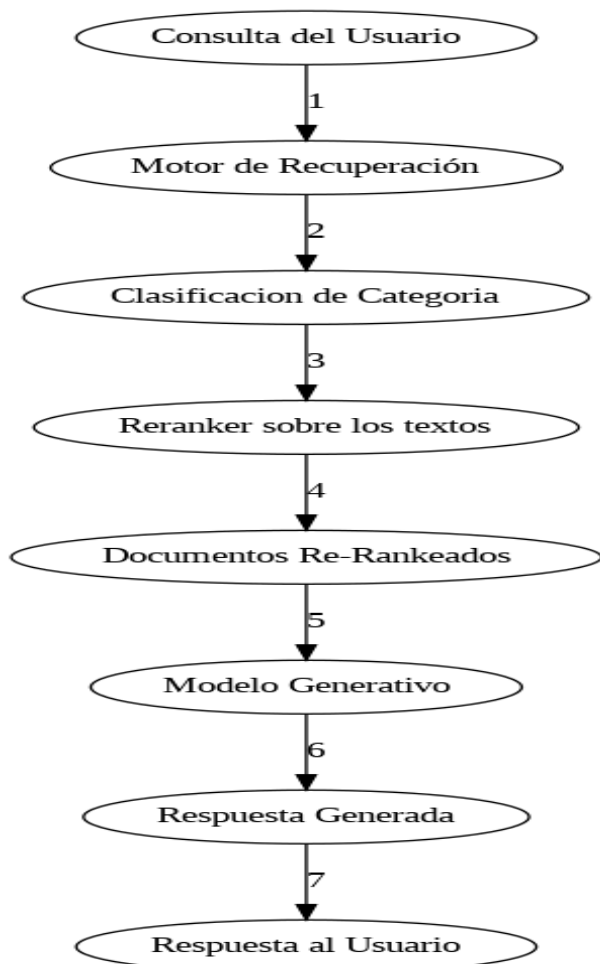 Consulta del Usuario
1
Motor de Recuperación
2
Clasificacion de Categoria
3
Reranker sobre los textos
4
Documentos Re-Rankeados
5
Modelo Generativo
6
Respuesta Generada
7
Respuesta al Usuario